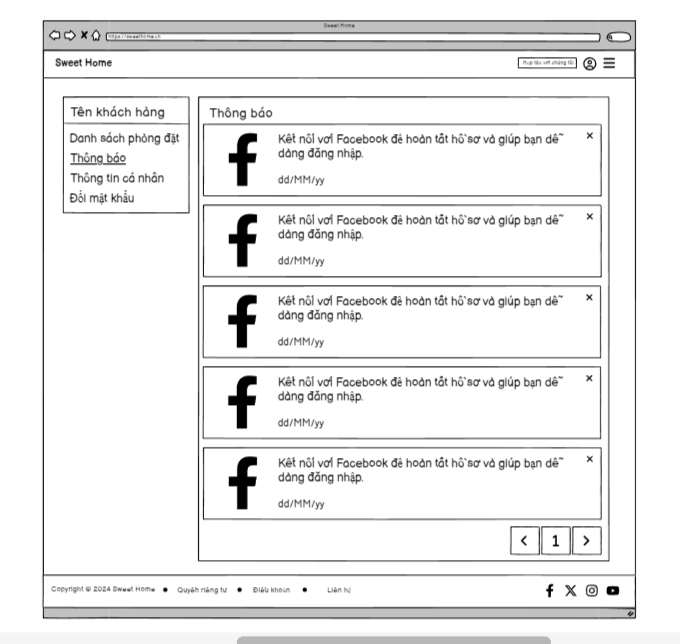 Sweet Home
https://sweethome.vn
Sweet Home
Hợp tác với chúng tôi
Tên khách hàng
Danh sách phòng đặt
Thông báo
Thông tin cá nhân
Đổi mật khẩu
Thông báo
Kết nối với Facebook để hoàn tất hồ sơ và giúp bạn dễ
dàng đăng nhập.
dd/MM/yy
Kết nối với Facebook để hoàn tất hồ sơ và giúp bạn dễ
dàng đăng nhập.
dd/MM/yy
Kết nối với Facebook để hoàn tất hồ sơ và giúp bạn dễ
dàng đăng nhập.
dd/MM/yy
Kết nối với Facebook để hoàn tất hồ sơ và giúp bạn dễ
dàng đăng nhập.
dd/MM/yy
Kết nối với Facebook để hoàn tất hồ sơ và giúp bạn dễ
dàng đăng nhập.
dd/MM/yy
1
Copyright © 2024 Sweet Home ● Quyền riêng tư ● Điều khoản ● Liên hệ